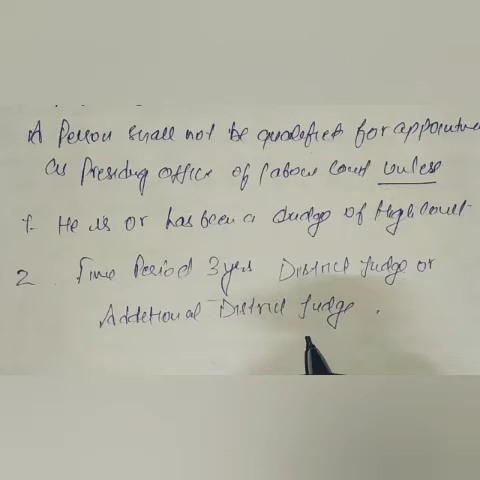 A Person shall not be qualified for appointme
as Presiding officer of labour Court unless
1- He is or has been a Judge of High Court
2. Time Period 3 yrs District Judge or
Additional District Judge.